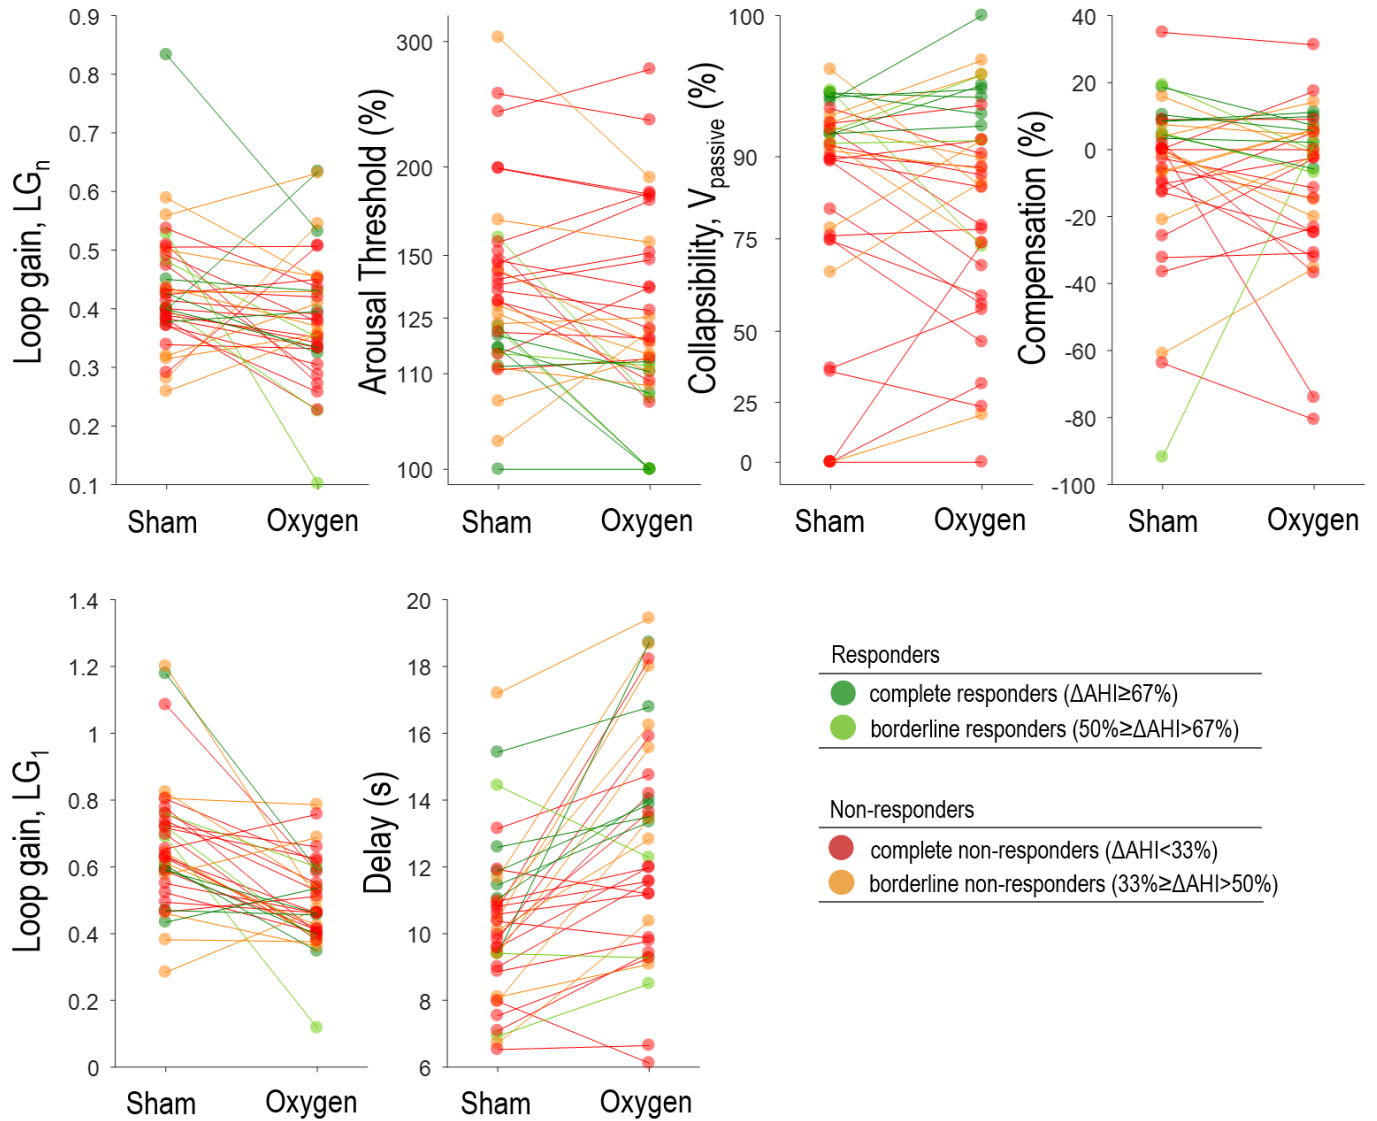 Loop gain, LGn
0.9
0.8
0.7
0.6
0.5
0.4
0.3
0.2
0.1
Sham
Oxygen
Arousal Threshold (%)
300
200
150
125
110
100
Sham
Oxygen
Collapsibility, Vpassive (%)
100
90
75
50
25
0
Sham
Oxygen
Compensation (%)
40
20
0
-20
-40
-60
-80
-100
Sham
Oxygen
Loop gain, LG1
1.4
1.2
1
0.8
0.6
0.4
0.2
0
Sham
Oxygen
Delay (s)
20
18
16
14
12
10
8
6
Sham
Oxygen
Responders
complete responders (ΔAHI≥67%)
borderline responders (50%≥ΔAHI>67%)
Non-responders
complete non-responders (ΔAHI<33%)
borderline non-responders (33%≥ΔAHI>50%)